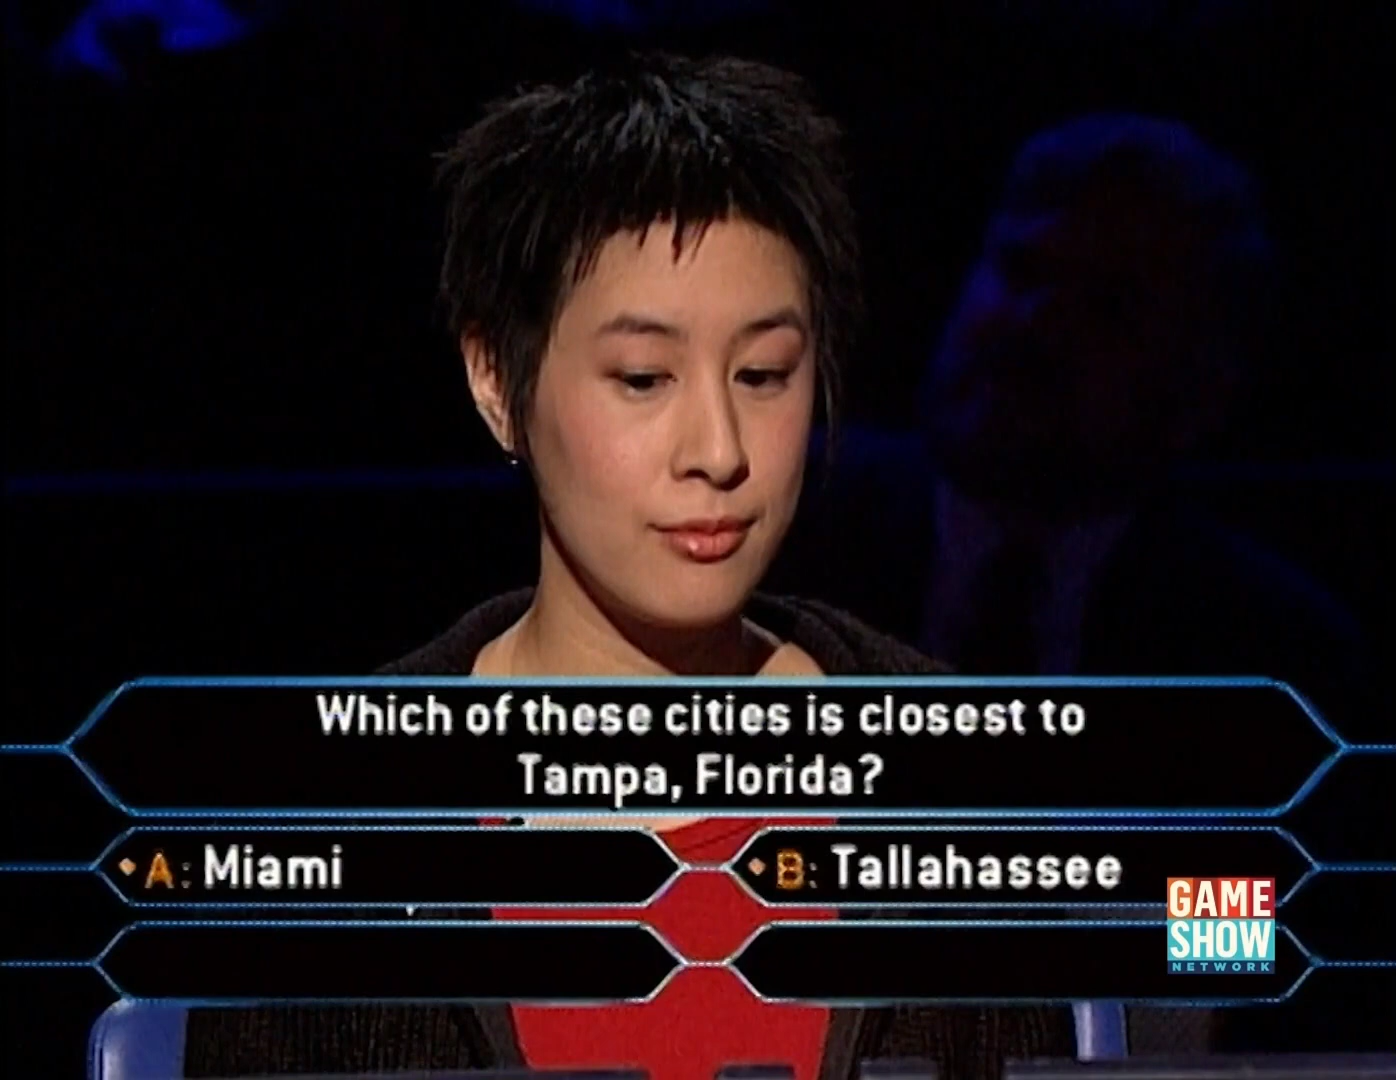 Which of these cities is closest to
Tampa, Florida?
A: Miami
B: Tallahassee
GAME
SHOW
NETWORK